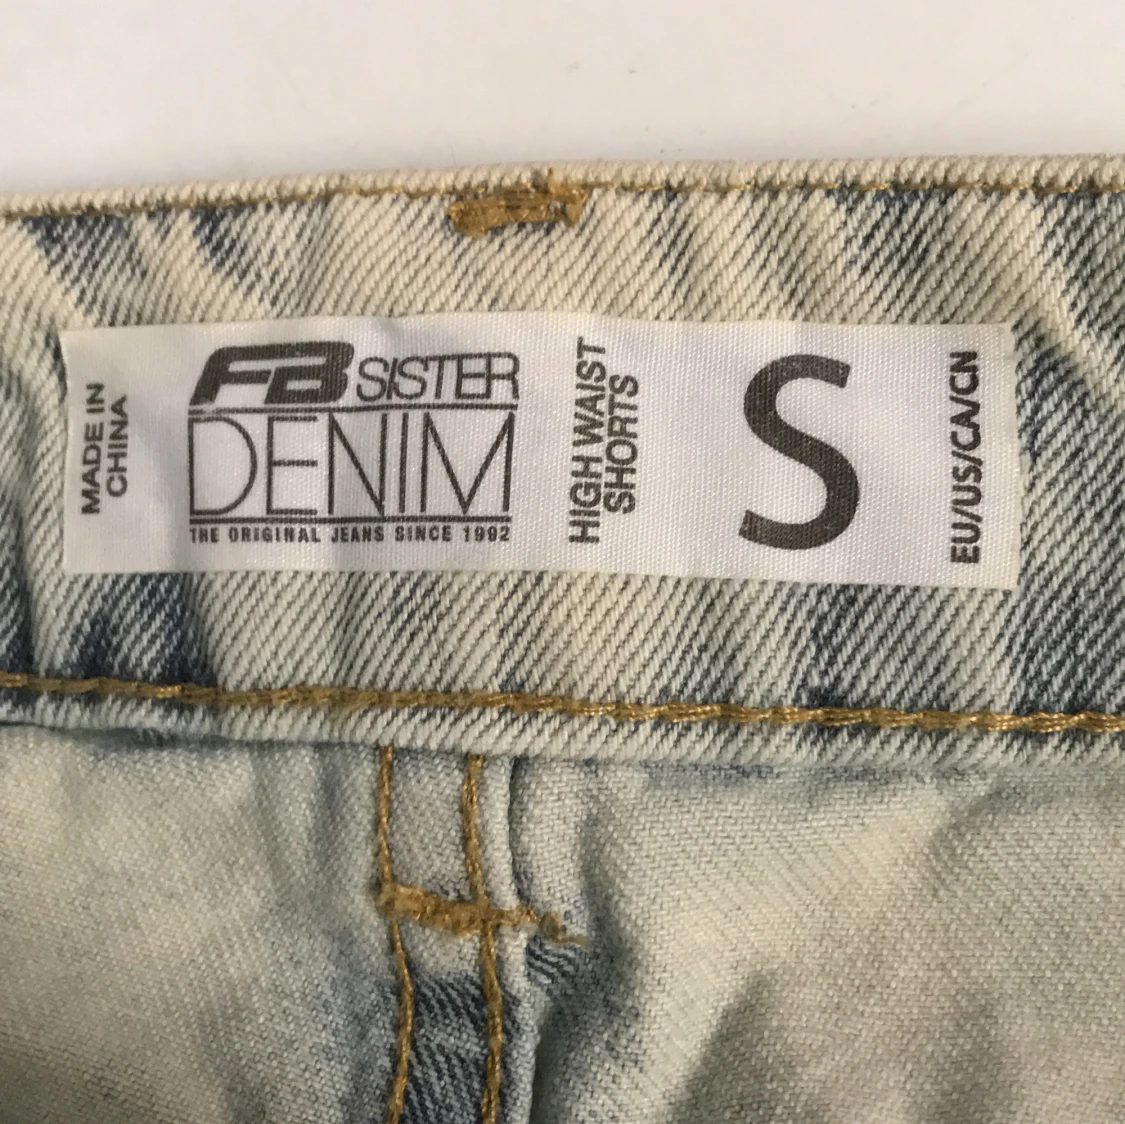 MADE IN
CHINA
FB SISTER
DENIM
THE ORIGINAL JEANS SINCE 1992
HIGH WAIST
SHORTS
S
EU/US/CA/CN